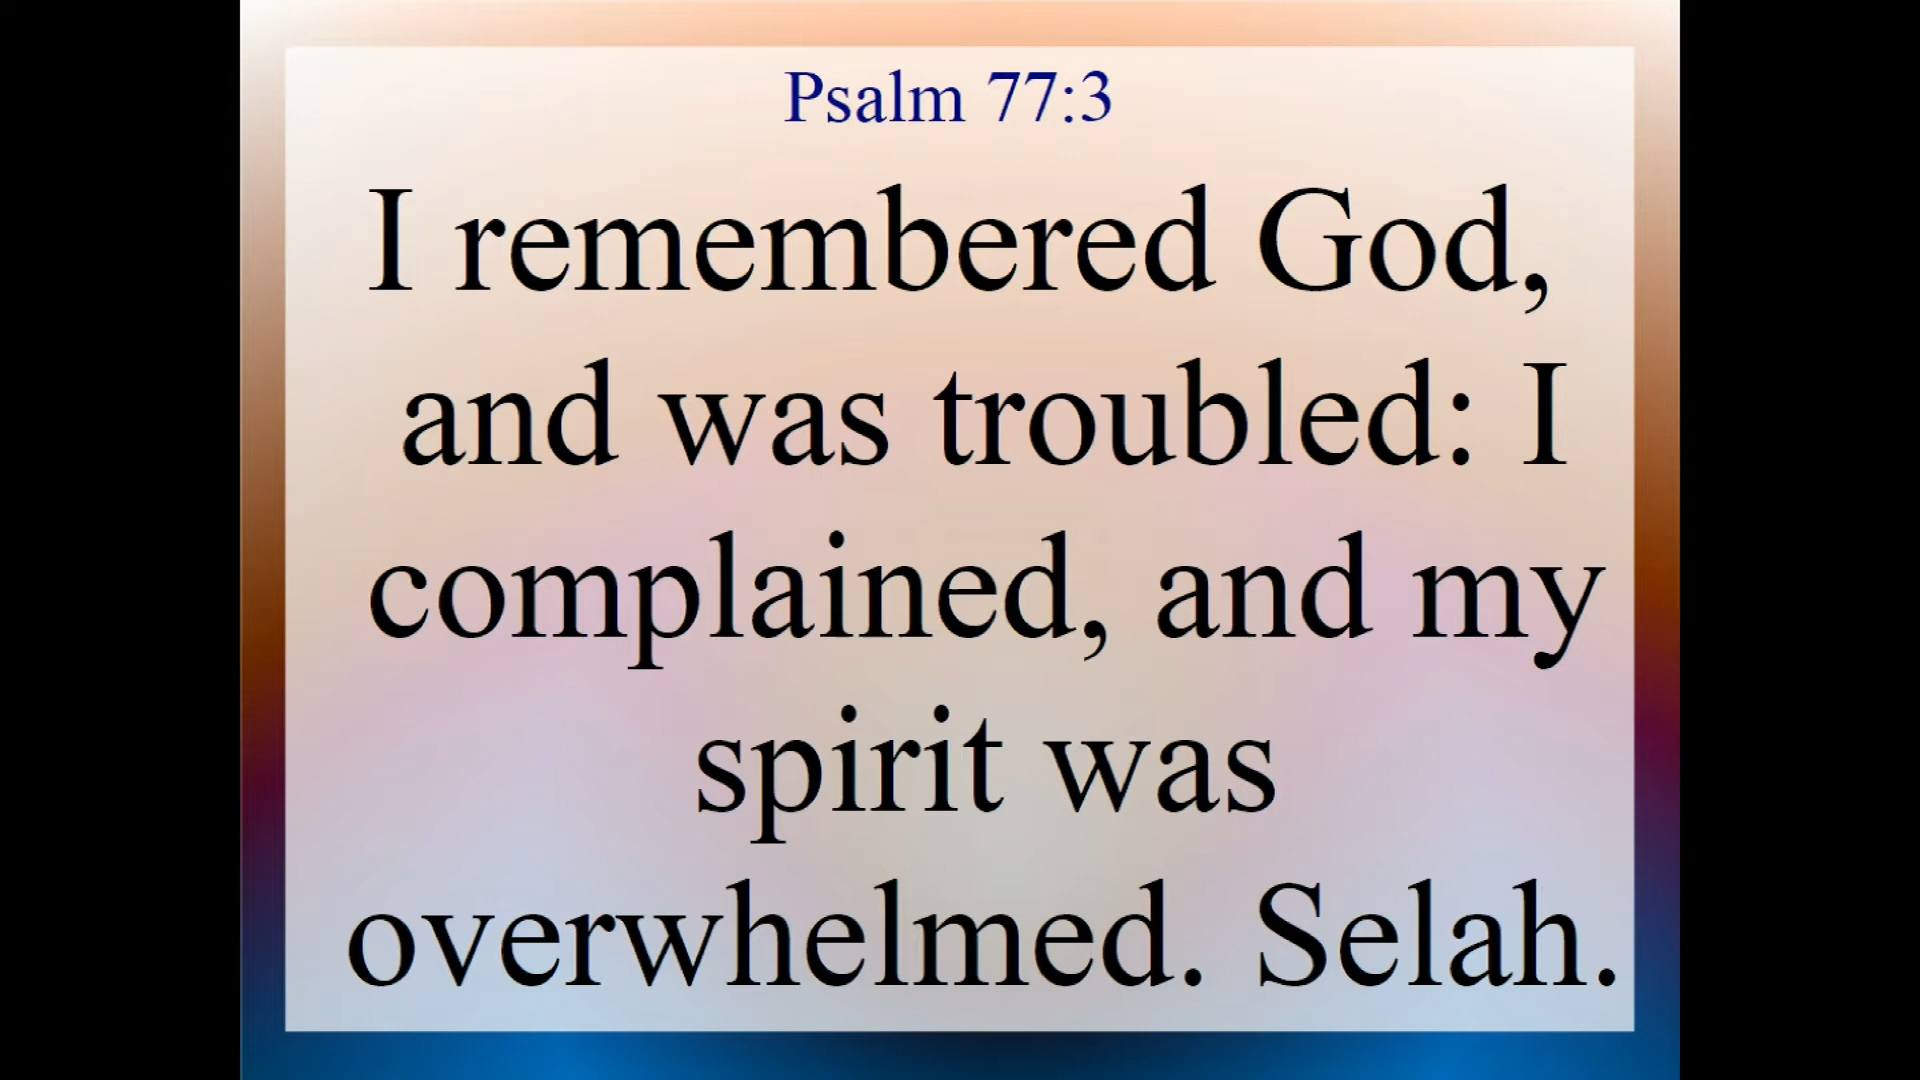 Psalm 77:3
I remembered God,
and was troubled: I
complained, and my
spirit was
overwhelmed. Selah.